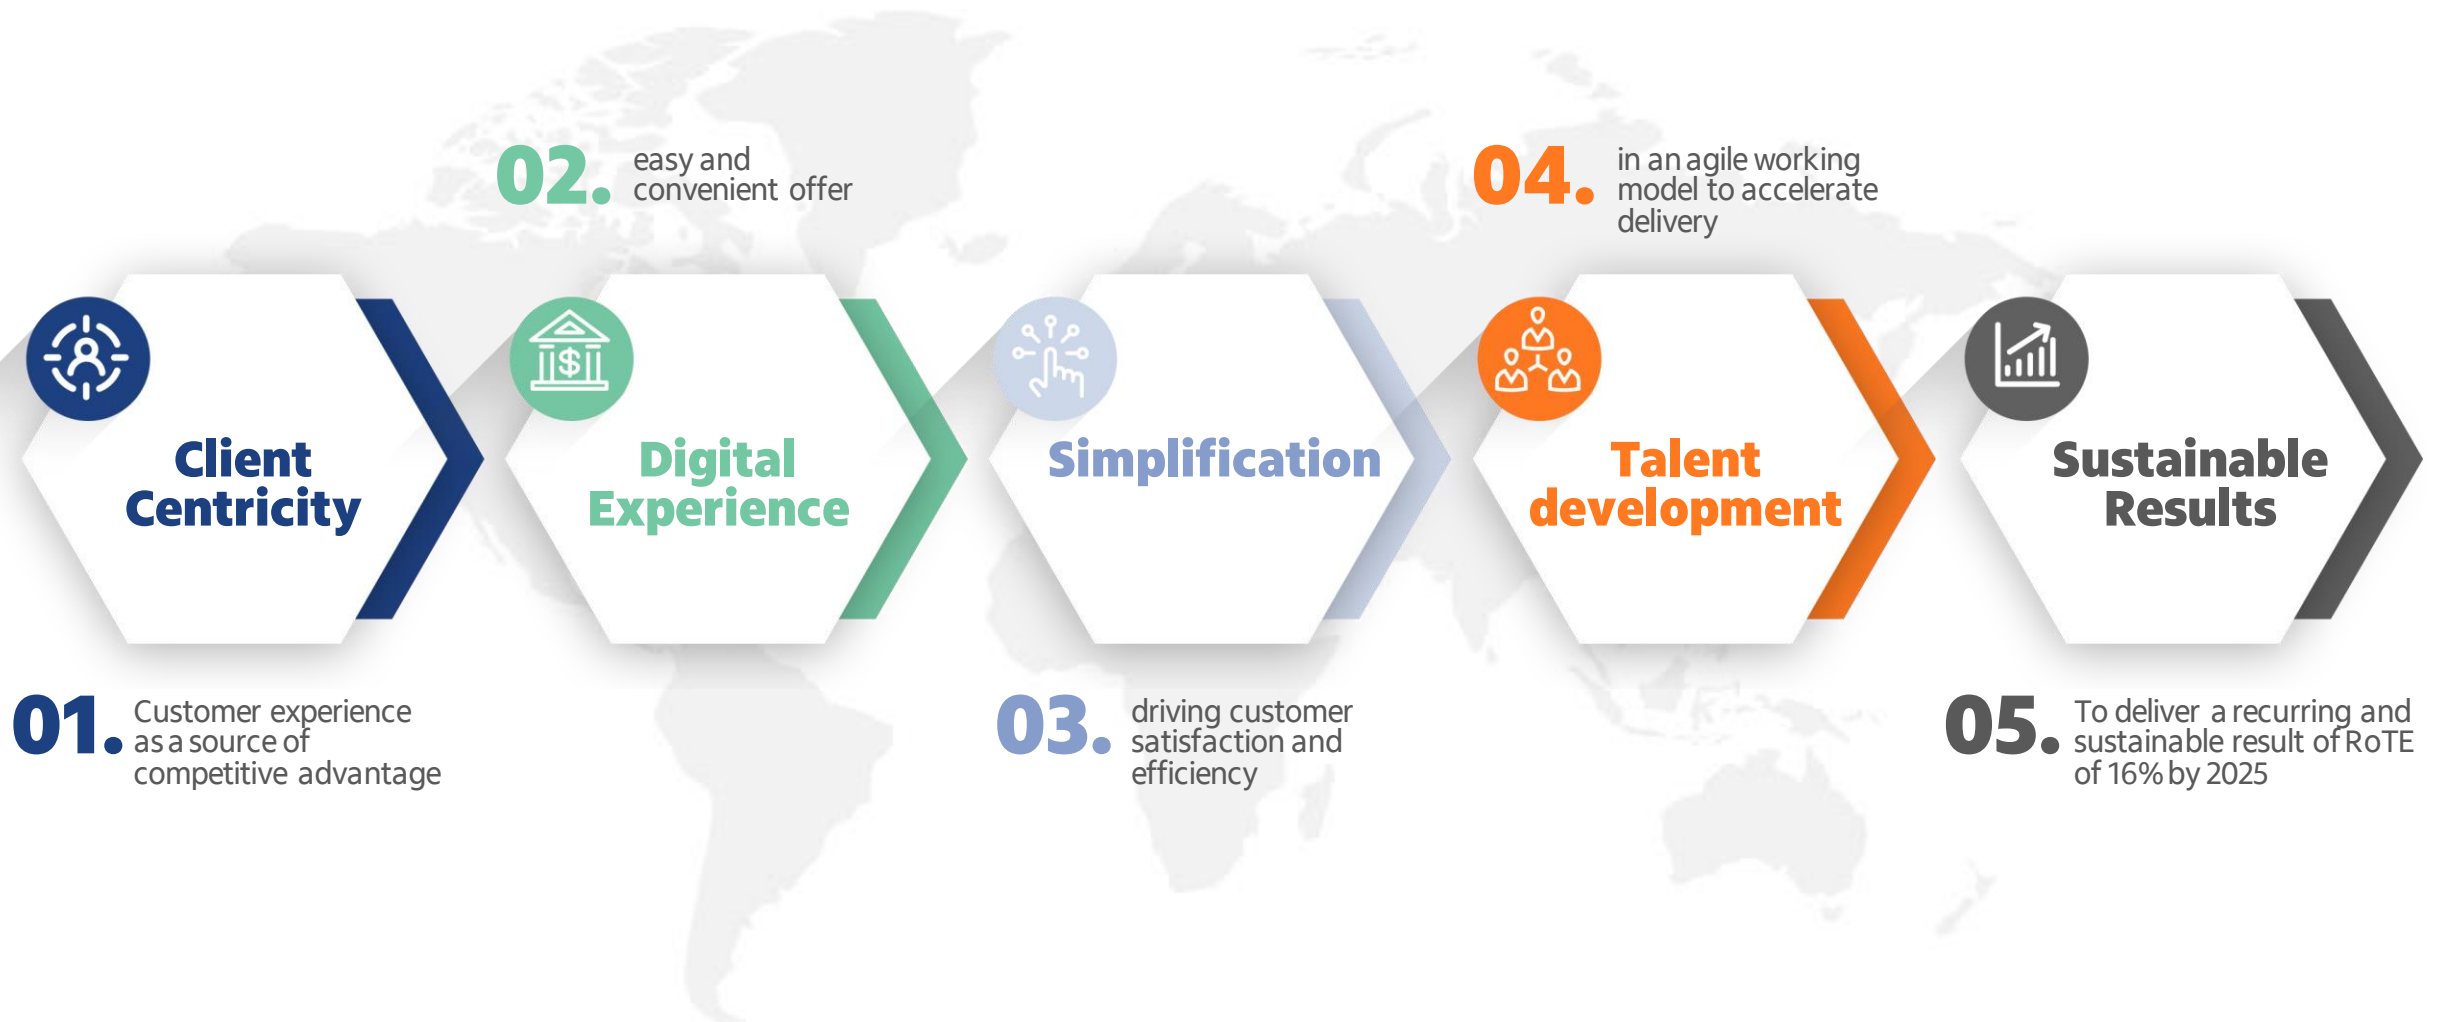 01.
Client
Centricity
Customer experience
as a source of
competitive advantage
02.
easy and
convenient offer
Digital
Experience
Simplification
03.
driving customer
satisfaction and
efficiency
04.
in an agile working
model to accelerate
delivery
Talent
development
Sustainable
Results
05.
To deliver a recurring and
sustainable result of RoTE
of 16% by 2025
$